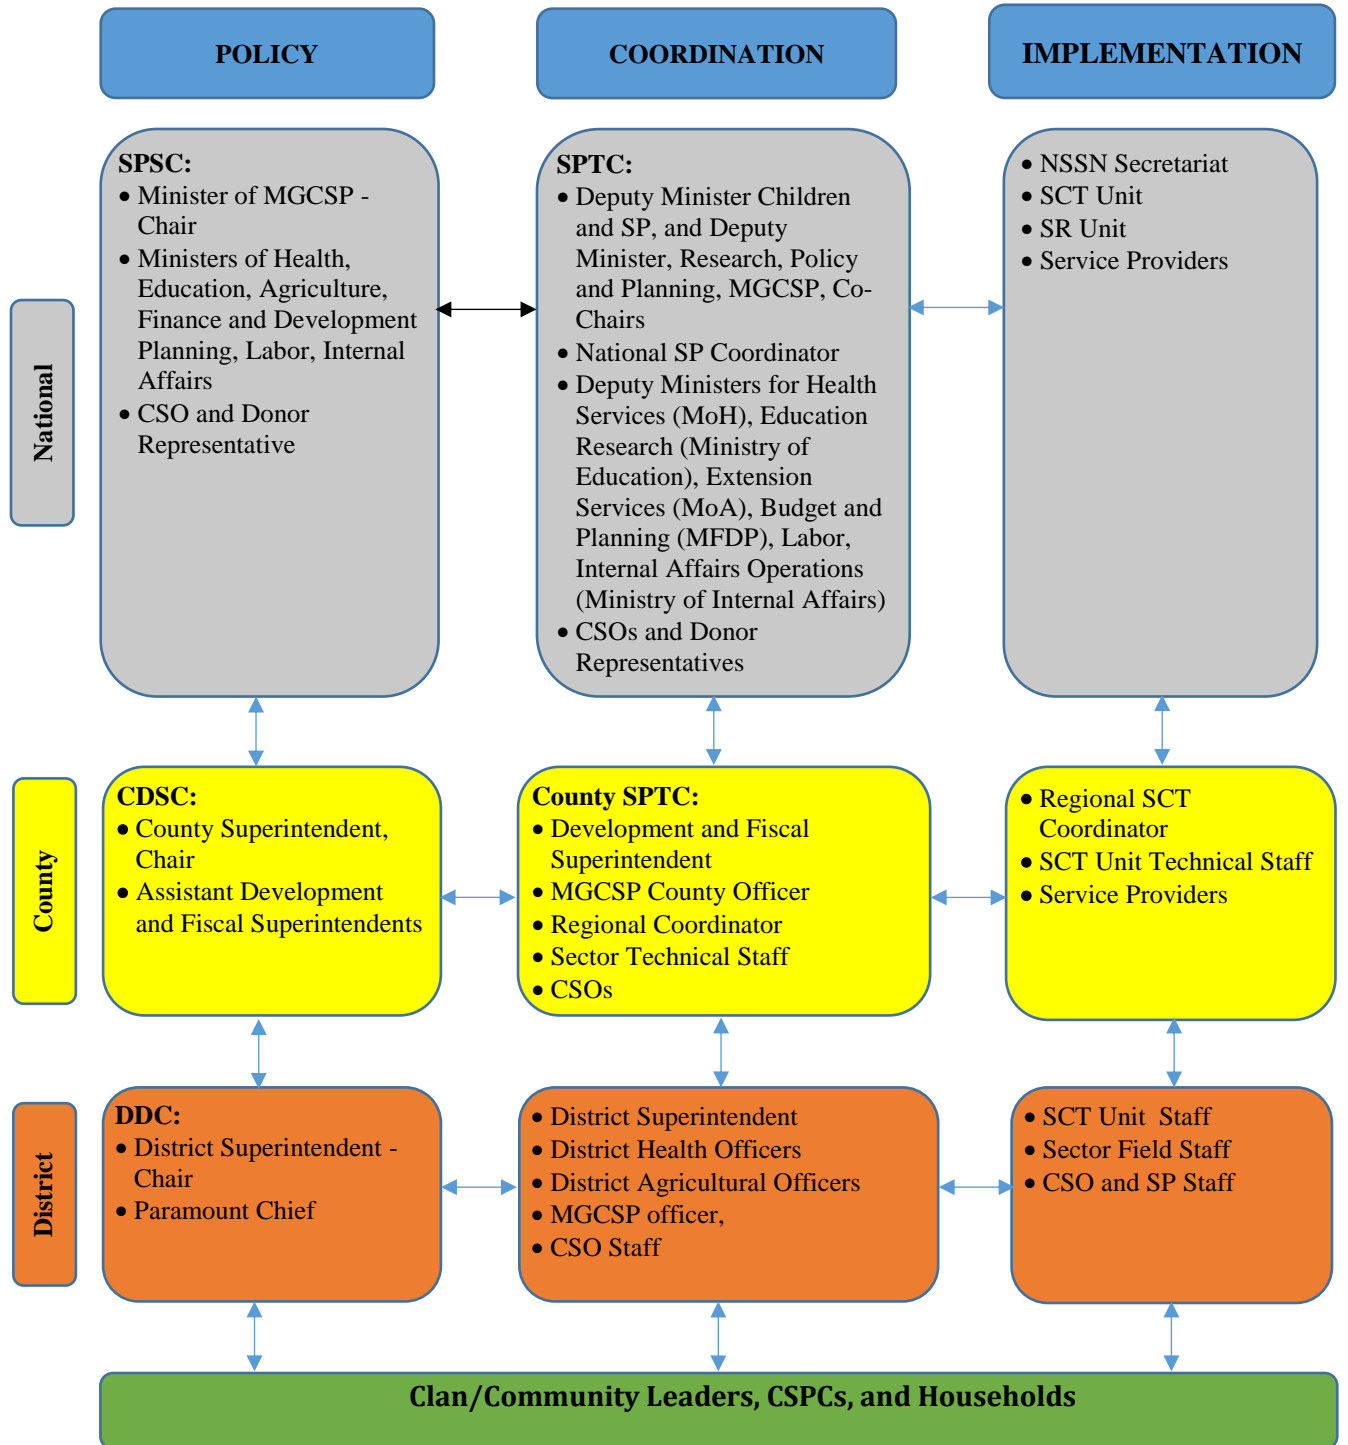 POLICY
COORDINATION
IMPLEMENTATION
National
SPSC:
• Minister of MGCSP -
Chair
• Ministers of Health,
Education, Agriculture,
Finance and Development
Planning, Labor, Internal
Affairs
• CSO and Donor
Representative
SPTC:
• Deputy Minister Children
and SP, and Deputy
Minister, Research, Policy
and Planning, MGCSP, Co-
Chairs
• National SP Coordinator
• Deputy Ministers for Health
Services (MoH), Education
Research (Ministry of
Education), Extension
Services (MoA), Budget and
Planning (MFDP), Labor,
Internal Affairs Operations
(Ministry of Internal Affairs)
• CSOs and Donor
Representatives
• NSSN Secretariat
• SCT Unit
• SR Unit
• Service Providers
County
CDSC:
• County Superintendent,
Chair
• Assistant Development
and Fiscal Superintendents
County SPTC:
• Development and Fiscal
Superintendent
• MGCSP County Officer
• Regional Coordinator
• Sector Technical Staff
• CSOs
• Regional SCT
Coordinator
• SCT Unit Technical Staff
• Service Providers
District
DDC:
• District Superintendent -
Chair
• Paramount Chief
• District Superintendent
• District Health Officers
• District Agricultural Officers
• MGCSP officer,
• CSO Staff
• SCT Unit  Staff
• Sector Field Staff
• CSO and SP Staff
Clan/Community Leaders, CSPCs, and Households